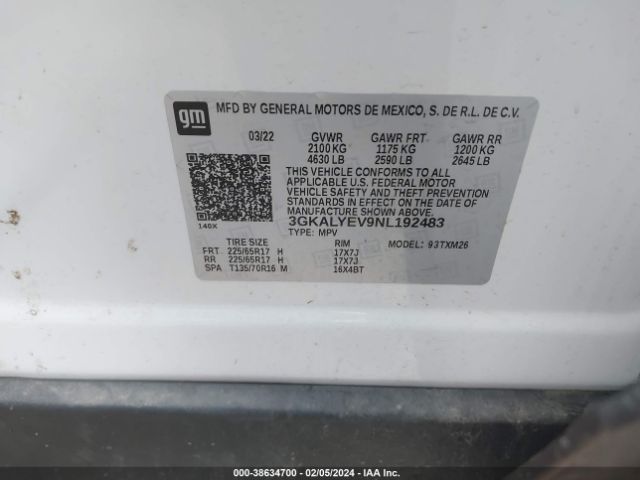 gm
MFD BY GENERAL MOTORS DE MEXICO, S. DE R.L. DE C.V.
03/22 GVWR GAWR FRT GAWR RR
2100 KG 1175 KG 1200 KG
4630 LB 2590 LB 2645 LB
THIS VEHICLE CONFORMS TO ALL
APPLICABLE U.S. FEDERAL MOTOR
VEHICLE SAFETY AND THEFT PREVENTION
STANDARDS IN EFFECT ON THE DATE OF
MANUFACTURE SHOWN ABOVE.
140X 3GKALYEV9NL192483
TYPE: MPV
TIRE SIZE RIM MODEL: 93TXM26
FRT 225/65R17 H 17X7J
RR 225/65R17 H 17X7J
SPA T135/70R16 M 16X4BT
000-38634700 - 02/05/2024 - IAA Inc.